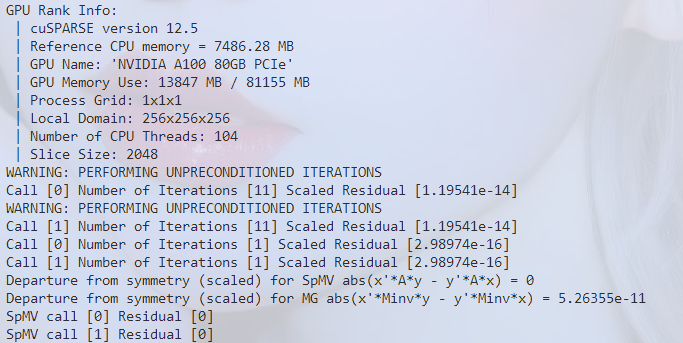 GPU Rank Info:
| cuSPARSE version 12.5
| Reference CPU memory = 7486.28 MB
| GPU Name: 'NVIDIA A100 80GB PCIe'
| GPU Memory Use: 13847 MB / 81155 MB
| Process Grid: 1x1x1
| Local Domain: 256x256x256
| Number of CPU Threads: 104
| Slice Size: 2048
WARNING: PERFORMING UNPRECONDITIONED ITERATIONS
Call [0] Number of Iterations [11] Scaled Residual [1.19541e-14]
WARNING: PERFORMING UNPRECONDITIONED ITERATIONS
Call [1] Number of Iterations [11] Scaled Residual [1.19541e-14]
Call [0] Number of Iterations [1] Scaled Residual [2.98974e-16]
Call [1] Number of Iterations [1] Scaled Residual [2.98974e-16]
Departure from symmetry (scaled) for SpMV abs(x'*A*y - y'*A*x) = 0
Departure from symmetry (scaled) for MG abs(x'*Minv*y - y'*Minv*x) = 5.26355e-11
SpMV call [0] Residual [0]
SpMV call [1] Residual [0]